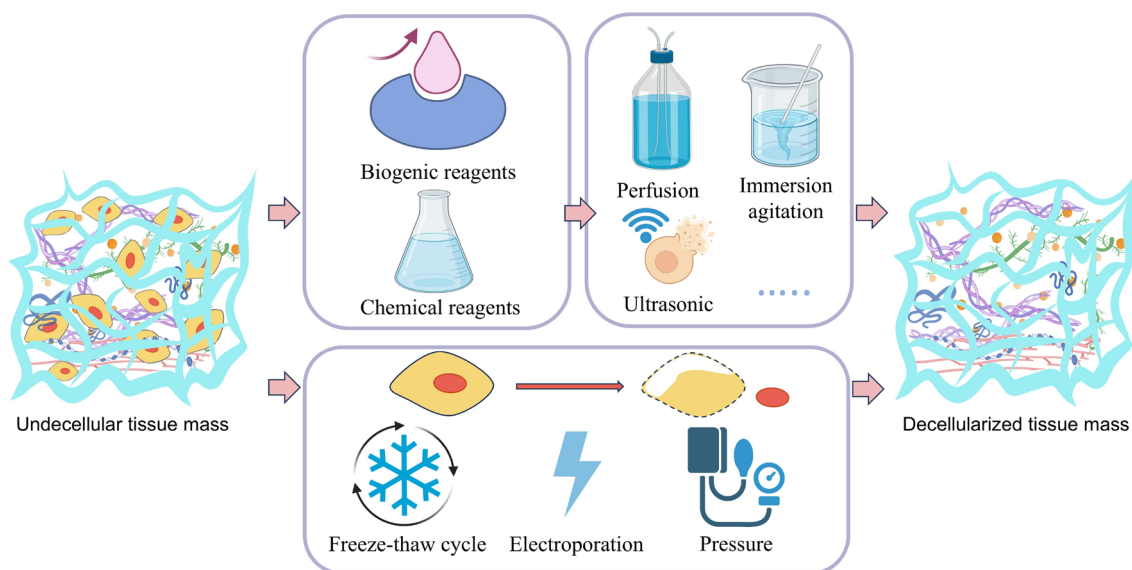 Biogenic reagents
Chemical reagents
Perfusion
Immersion
agitation
Ultrasonic
Undecellular tissue mass
Decellularized tissue mass
Freeze-thaw cycle
Electroporation
Pressure